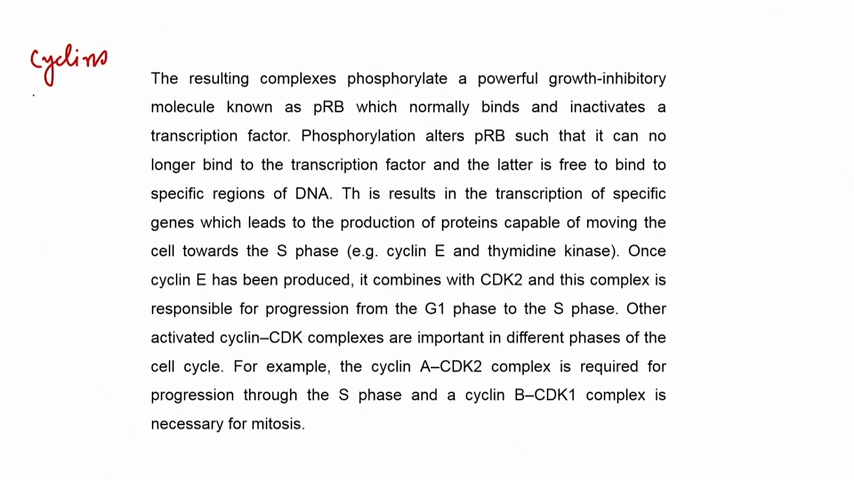 Cyclins
The resulting complexes phosphorylate a powerful growth-inhibitory
molecule known as pRB which normally binds and inactivates a
transcription factor. Phosphorylation alters pRB such that it can no
longer bind to the transcription factor and the latter is free to bind to
specific regions of DNA. Th is results in the transcription of specific
genes which leads to the production of proteins capable of moving the
cell towards the S phase (e.g. cyclin E and thymidine kinase). Once
cyclin E has been produced, it combines with CDK2 and this complex is
responsible for progression from the G1 phase to the S phase. Other
activated cyclin–CDK complexes are important in different phases of the
cell cycle. For example, the cyclin A–CDK2 complex is required for
progression through the S phase and a cyclin B–CDK1 complex is
necessary for mitosis.